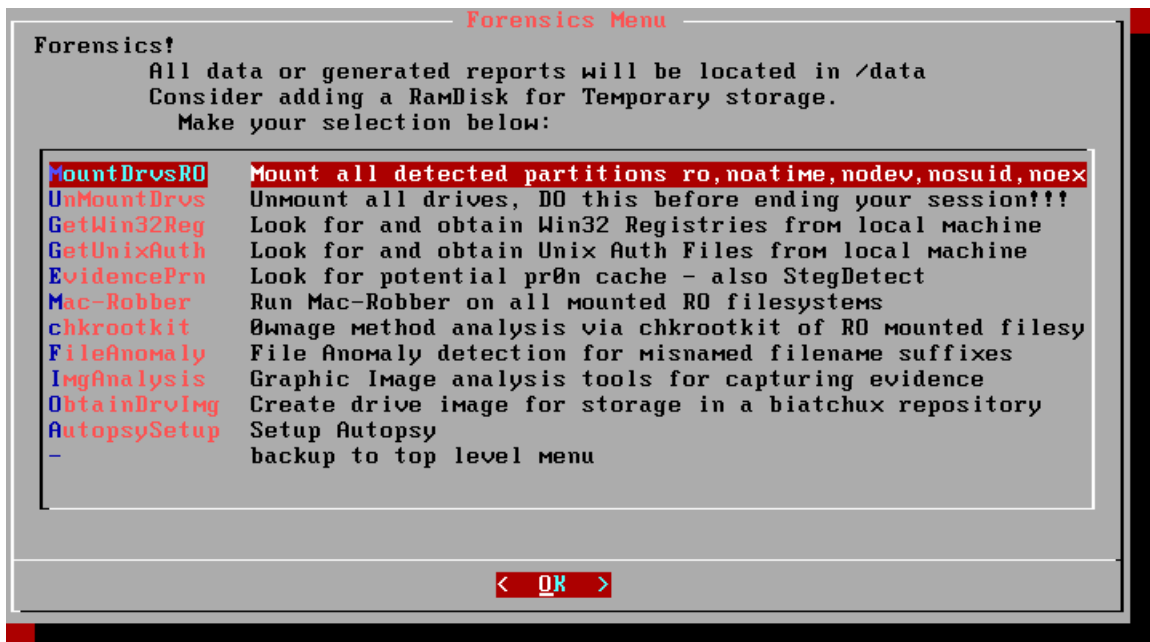 Forensics Menu
Forensics!
All data or generated reports will be located in /data
Consider adding a RamDisk for Temporary storage.
Make your selection below:
MountDrvsRO Mount all detected partitions ro,noatime,nodev,nosuid,noex
UnMountDrvs Unmount all drives, DO this before ending your session!!!
GetWin32Reg Look for and obtain Win32 Registries from local machine
GetUnixAuth Look for and obtain Unix Auth Files from local machine
EvidencePrn Look for potential pr0n cache - also StegDetect
Mac-Robber Run Mac-Robber on all mounted RO filesystems
chkrootkit 0wnage method analysis via chkrootkit of RO mounted filesy
FileAnomaly File Anomaly detection for misnamed filename suffixes
ImgAnalysis Graphic Image analysis tools for capturing evidence
ObtainDrvImg Create drive image for storage in a biatchux repository
AutopsySetup Setup Autopsy
- backup to top level menu
< OK >